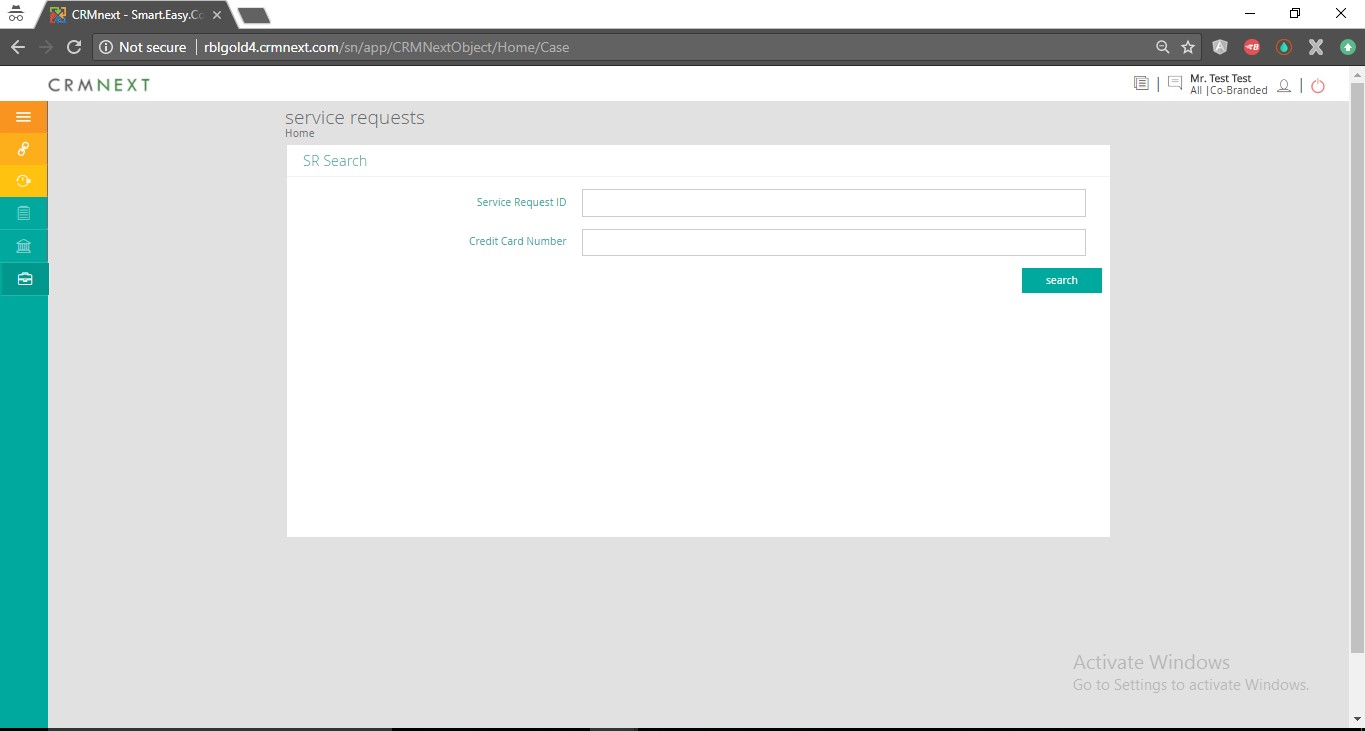 CRMnext - Smart.Easy.Co
Not secure | rblgold4.crmnext.com/sn/app/CRMNextObject/Home/Case
CRMNEXT
Mr. Test Test
All |Co-Branded
service requests
Home
SR Search
Service Request ID
Credit Card Number
search
Activate Windows
Go to Settings to activate Windows.